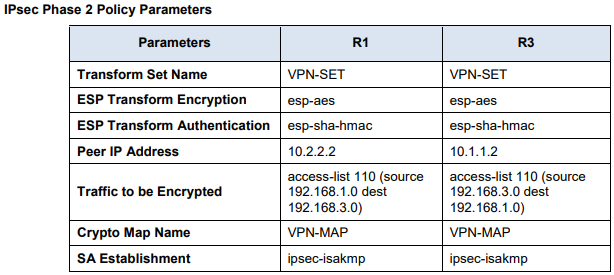 IPsec Phase 2 Policy Parameters
Parameters R1 R3
Transform Set Name VPN-SET VPN-SET
ESP Transform Encryption esp-aes esp-aes
ESP Transform Authentication esp-sha-hmac esp-sha-hmac
Peer IP Address 10.2.2.2 10.1.1.2
Traffic to be Encrypted
access-list 110 (source
192.168.1.0 dest
192.168.3.0)
access-list 110 (source
192.168.3.0 dest
192.168.1.0)
Crypto Map Name VPN-MAP VPN-MAP
SA Establishment ipsec-isakmp ipsec-isakmp